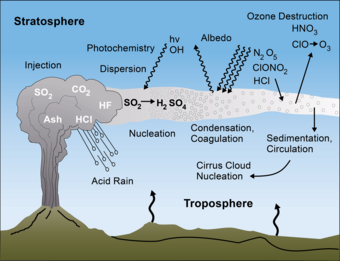 Stratosphere
Ozone Destruction
HNO3
ClO → O3
hν
OH
Albedo
Photochemistry
N2O5
ClONO2
HCl
Injection
Dispersion
SO2
CO2
HF
SO2 → H2SO4
Ash
HCl
Nucleation
Condensation,
Coagulation
Sedimentation,
Circulation
Cirrus Cloud
Nucleation
Acid Rain
Troposphere